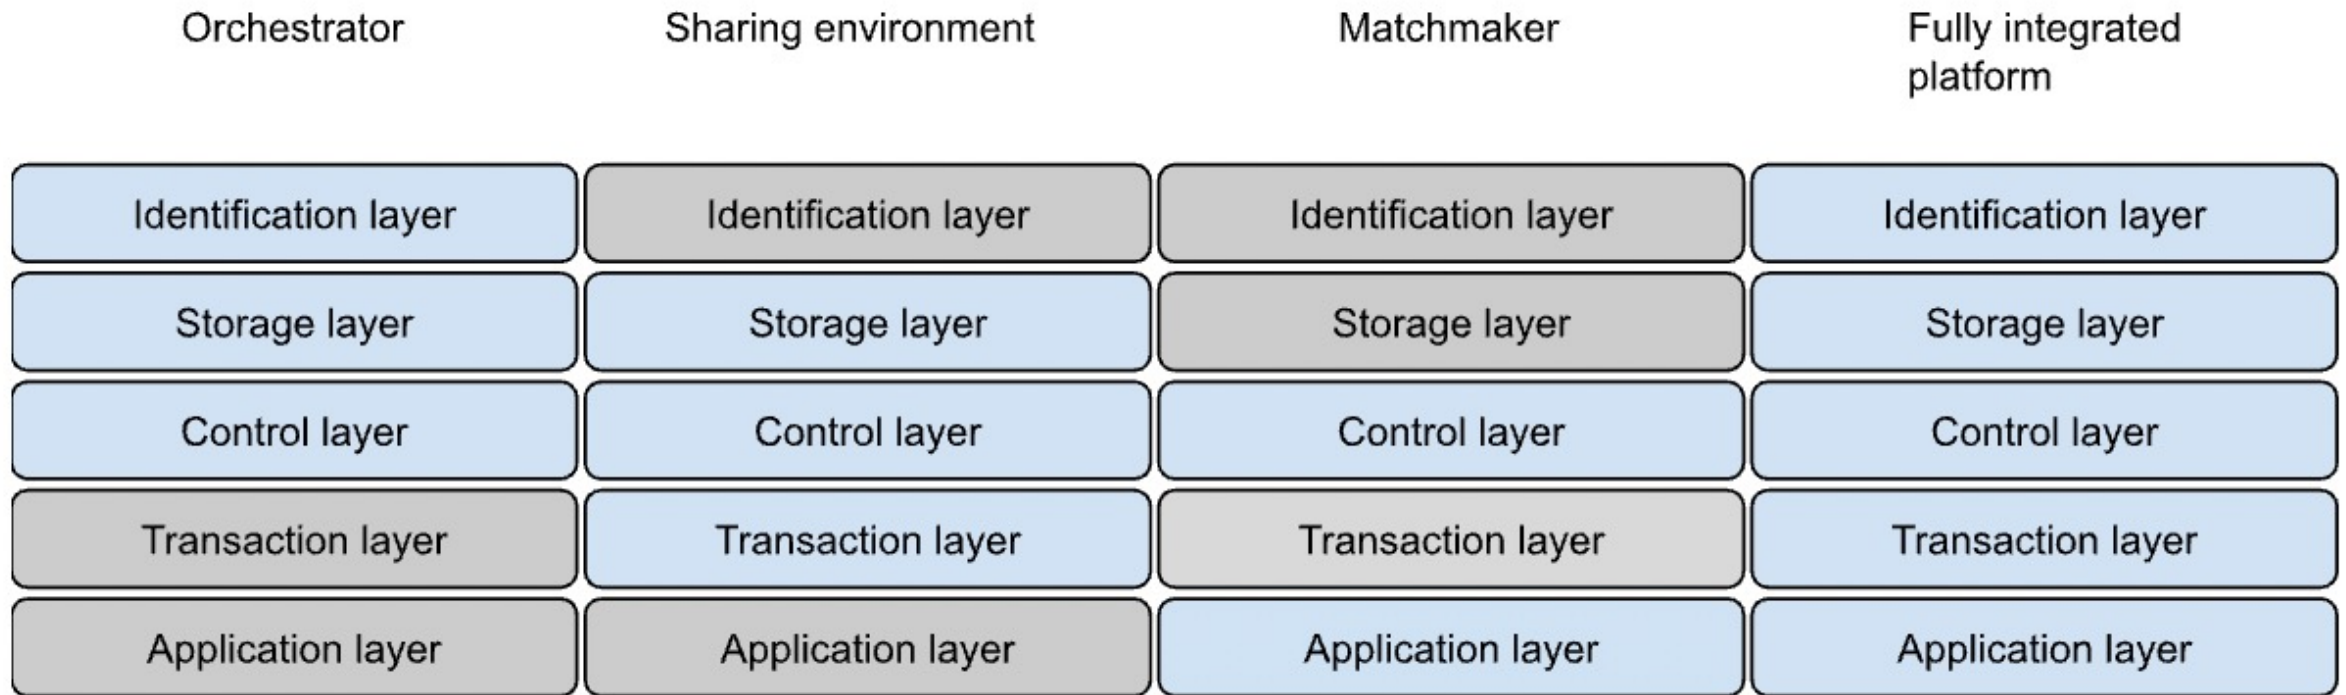 Orchestrator
Sharing environment
Matchmaker
Fully integrated
platform
Identification layer
Identification layer
Identification layer
Identification layer
Storage layer
Storage layer
Storage layer
Storage layer
Control layer
Control layer
Control layer
Control layer
Transaction layer
Transaction layer
Transaction layer
Transaction layer
Application layer
Application layer
Application layer
Application layer